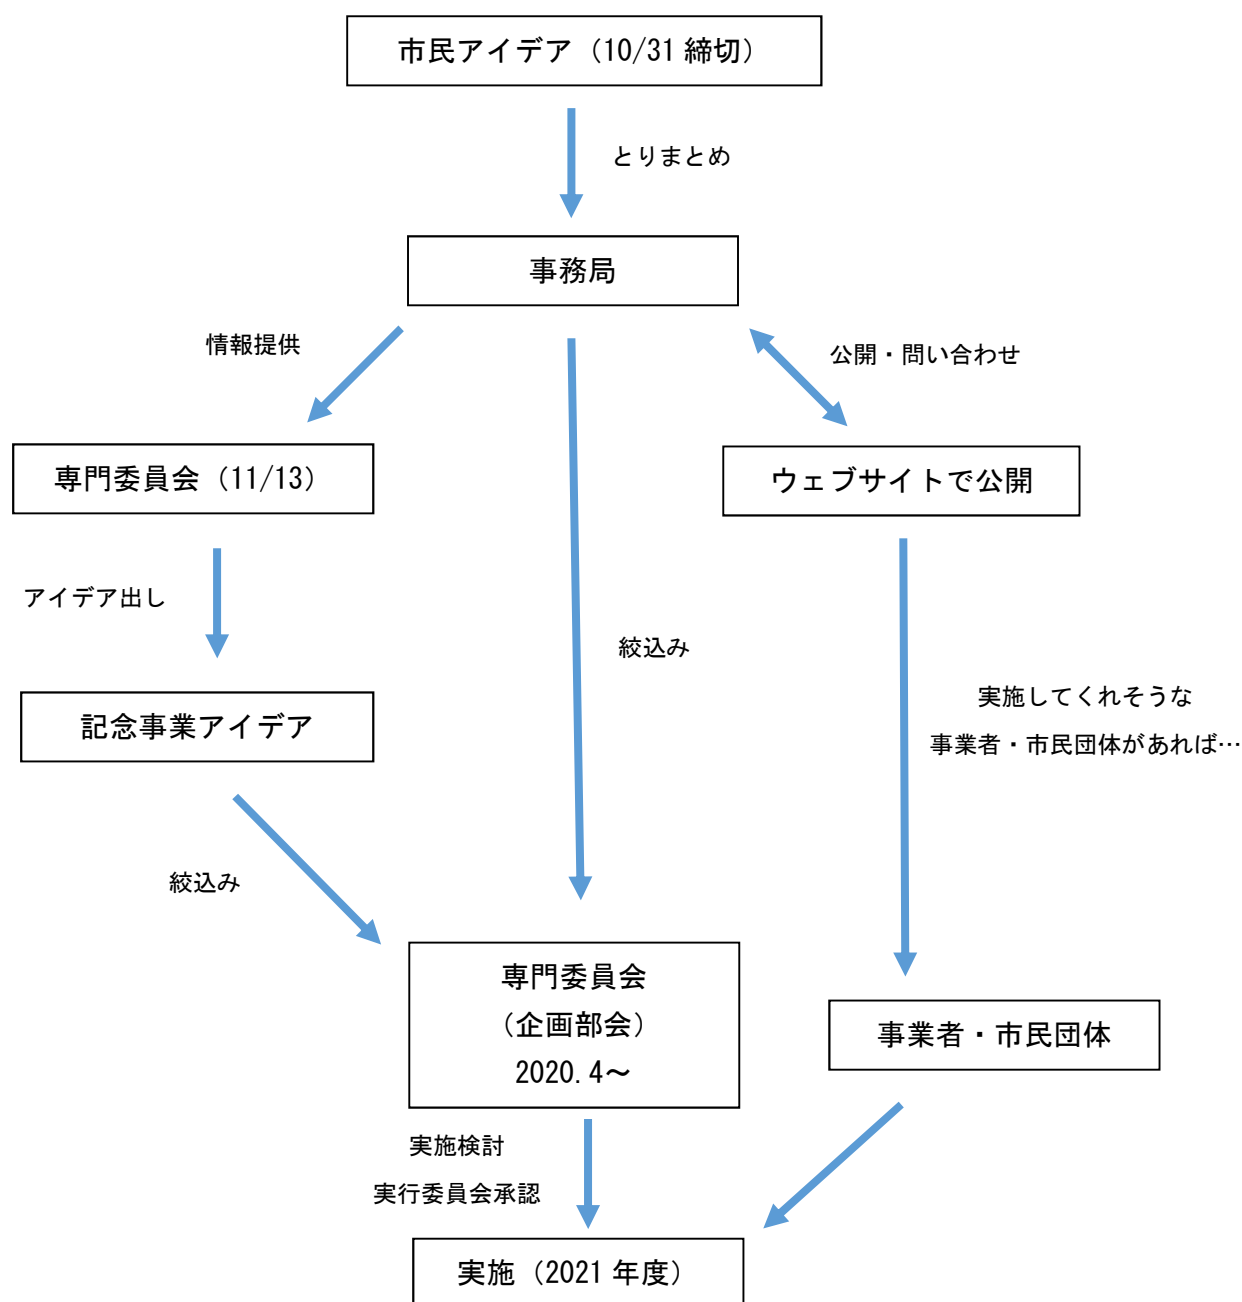 市民アイデア（10/31 締切）
とりまとめ
事務局
情報提供
公開・問い合わせ
専門委員会（11/13）
ウェブサイトで公開
アイデア出し
絞込み
実施してくれそうな
事業者・市民団体があれば…
記念事業アイデア
絞込み
専門委員会
（企画部会）
2020.4～
事業者・市民団体
実施検討
実行委員会承認
実施（2021 年度）